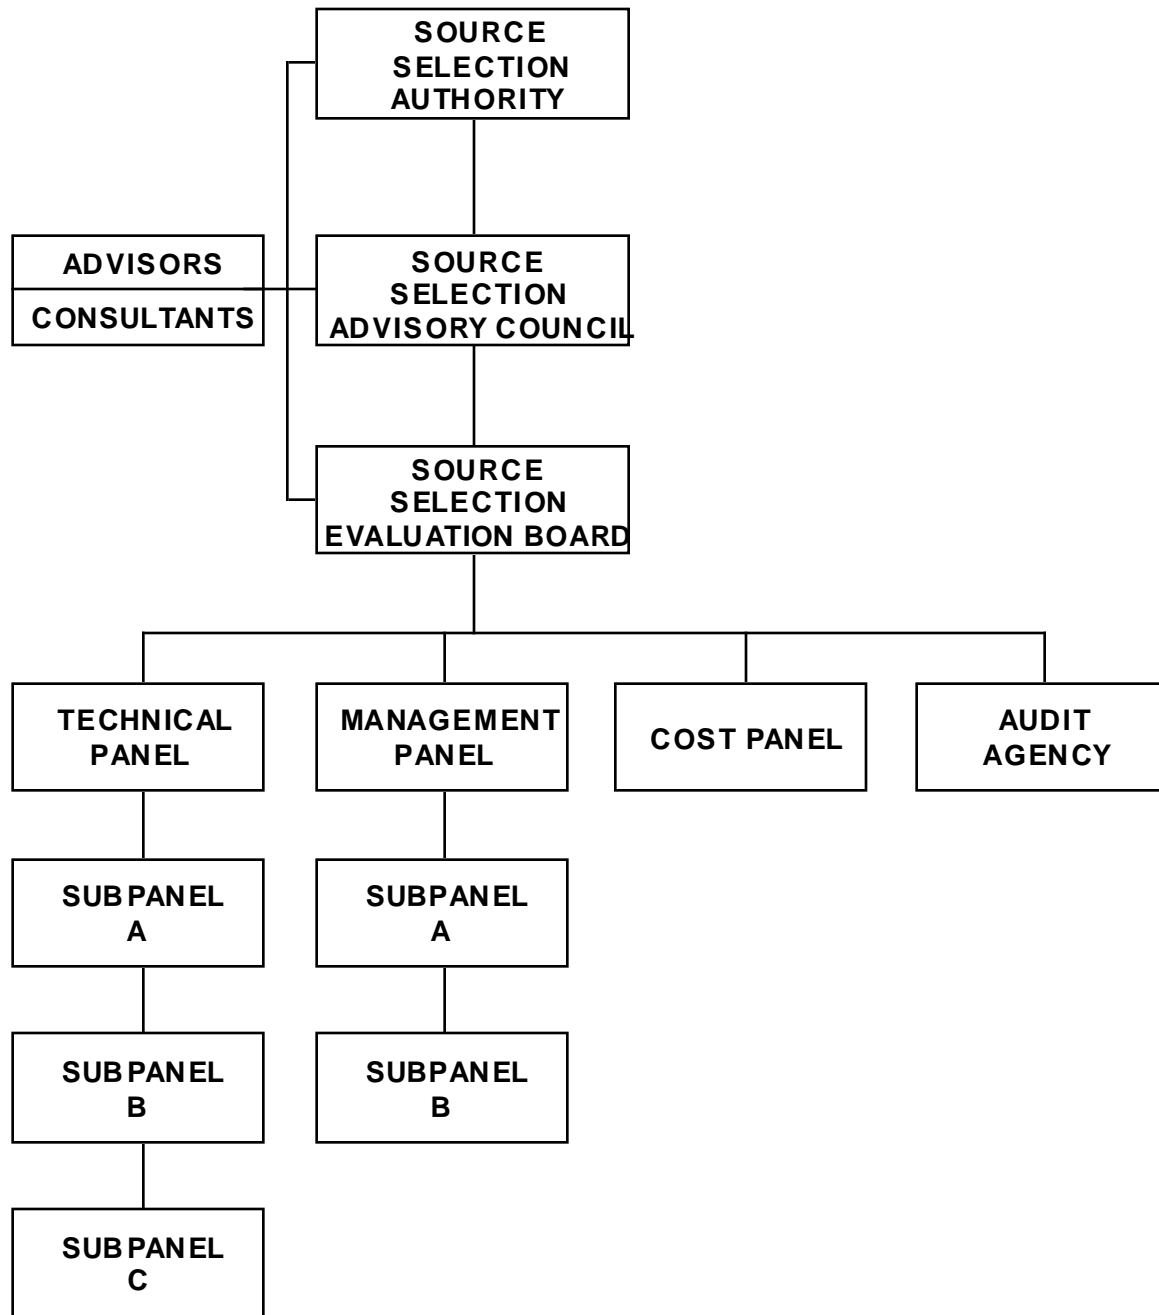 SOURCE
SELECTION
AUTHORITY
ADVISORS
CONSULTANTS
SOURCE
SELECTION
ADVISORY COUNCIL
SOURCE
SELECTION
EVALUATION BOARD
TECHNICAL
PANEL
MANAGEMENT
PANEL
COST PANEL
AUDIT
AGENCY
SUBPANEL
A
SUBPANEL
A
SUBPANEL
B
SUBPANEL
B
SUBPANEL
C